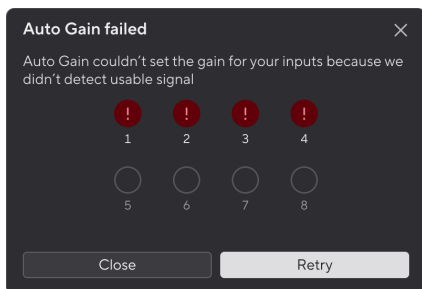 Auto Gain failed
Auto Gain couldn't set the gain for your inputs because we
didn't detect usable signal
! ! ! !
1 2 3 4
5 6 7 8
Close Retry